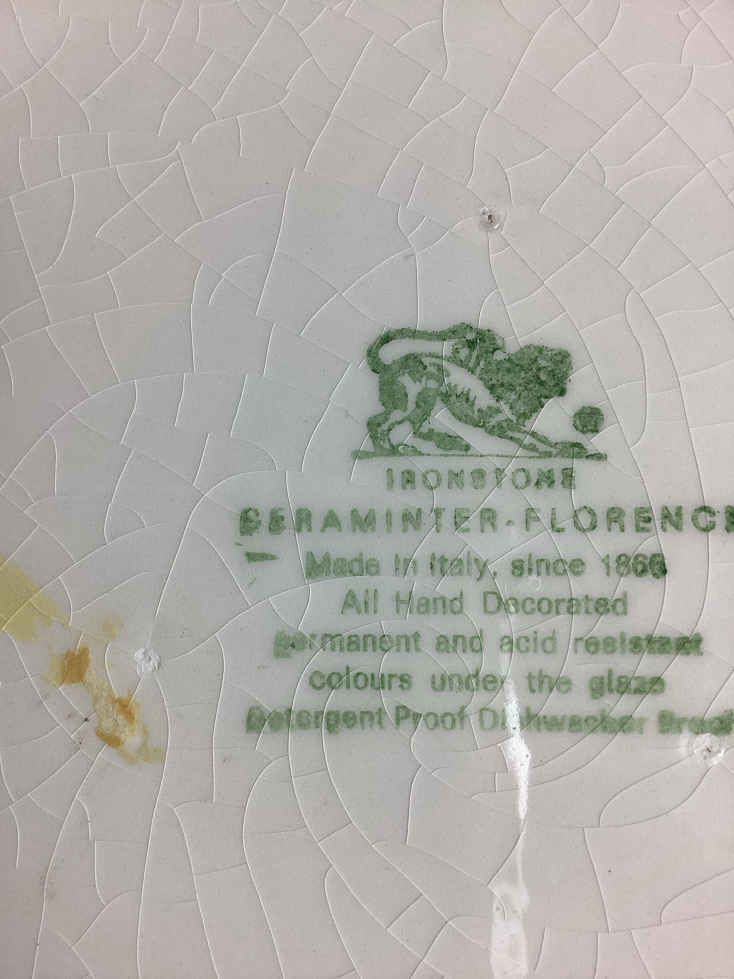 IRONSTONE
CERAMINTER-FLORENCE
Made in Italy, since 1866
All Hand Decorated
permanent and acid resistant
colours under the glaze
Detergent Proof Dishwasher Proof